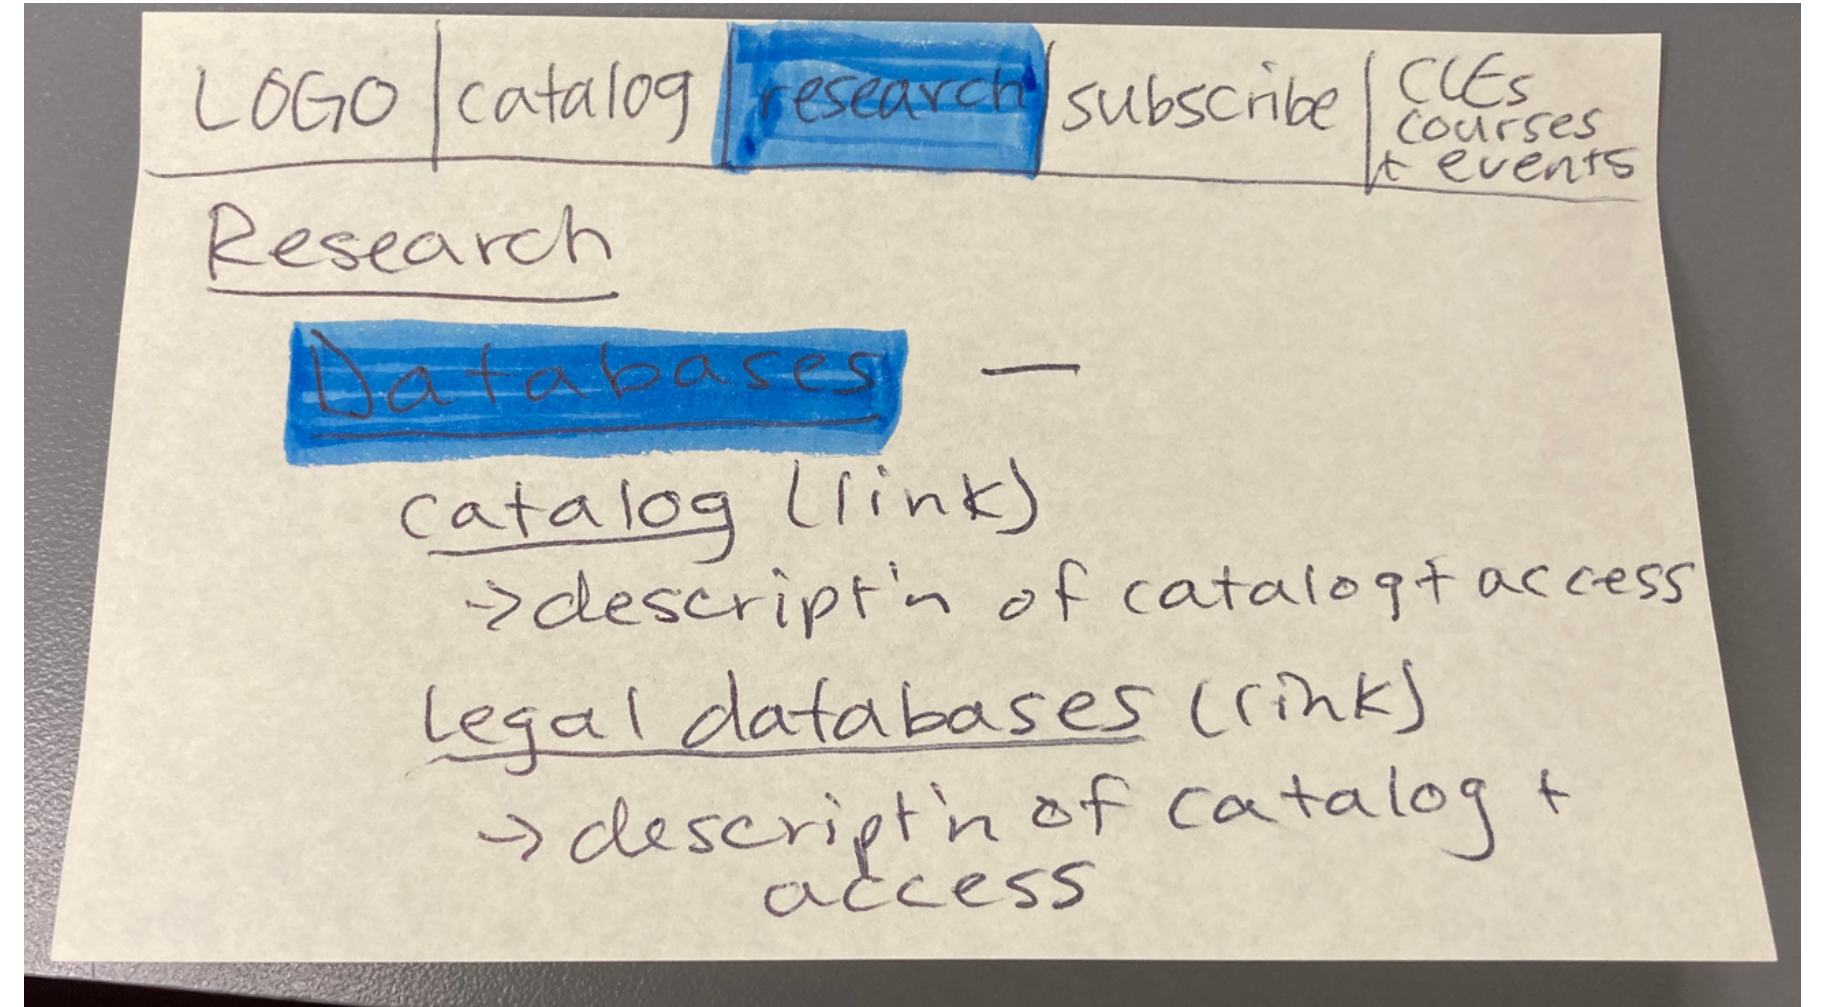 LOGO | catalog | research | subscribe | CLEs
courses
+ events
Research
Databases —
catalog (link)
→ descript'n of catalog + access
legal databases (link)
→ descript'n of catalog +
access